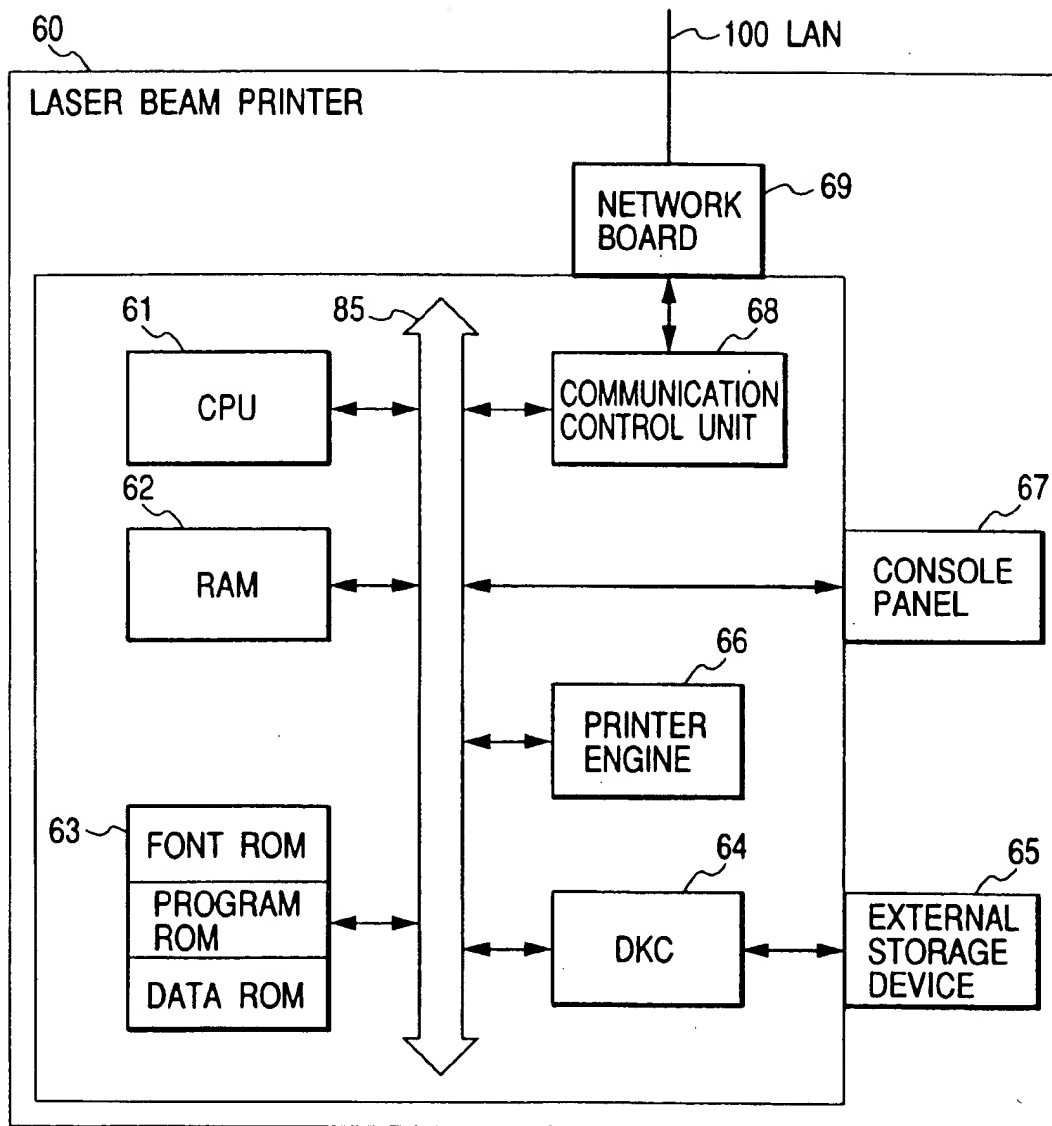 60
100 LAN
LASER BEAM PRINTER
69
NETWORK
BOARD
61
85
68
CPU
COMMUNICATION
CONTROL UNIT
62
67
RAM
CONSOLE
PANEL
66
PRINTER
ENGINE
63
FONT ROM
64
65
PROGRAM
ROM
DKC
EXTERNAL
STORAGE
DEVICE
DATA ROM